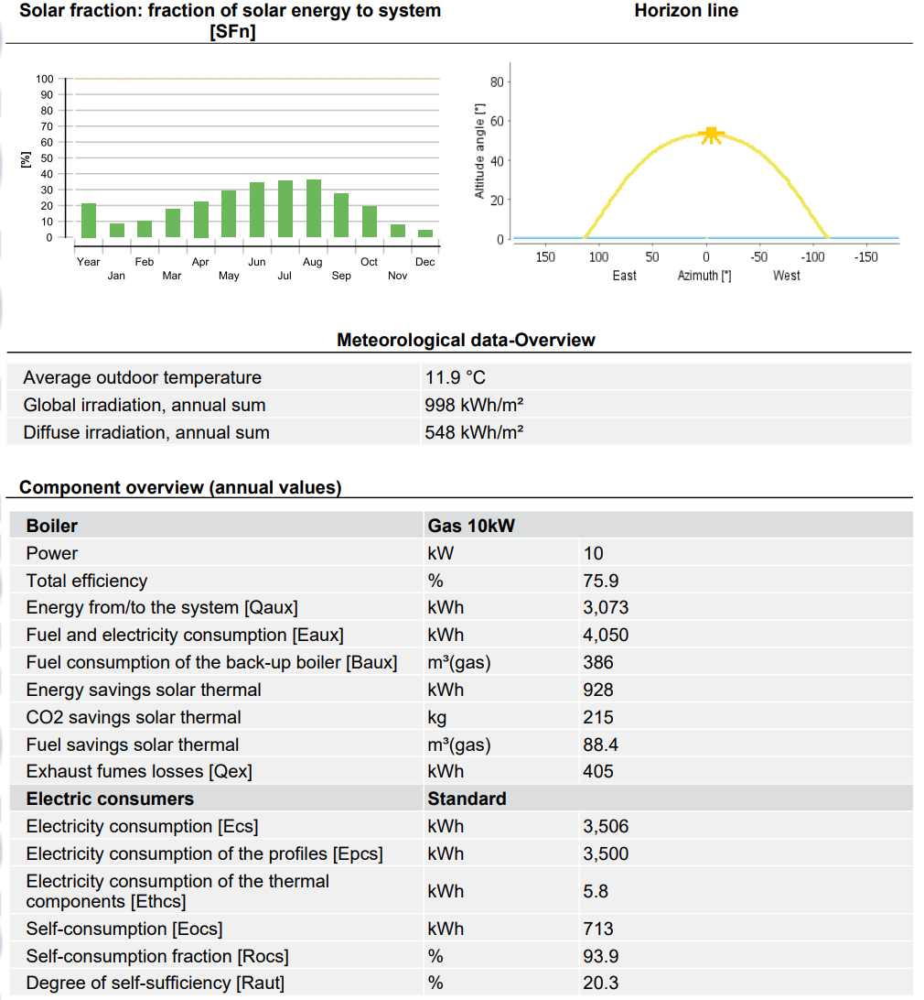 Solar fraction: fraction of solar energy to system
[SFn]
Horizon line
[%]
100
90
80
70
60
50
40
30
20
10
0
Year
Jan
Feb
Mar
Apr
May
Jun
Jul
Aug
Sep
Oct
Nov
Dec
Altitude angle [°]
80
60
40
20
0
150 100 50 0 -50 -100 -150
East Azimuth [°] West
Meteorological data-Overview
Average outdoor temperature 11.9 °C
Global irradiation, annual sum 998 kWh/m²
Diffuse irradiation, annual sum 548 kWh/m²
Component overview (annual values)
Boiler Gas 10kW
Power kW 10
Total efficiency % 75.9
Energy from/to the system [Qaux] kWh 3,073
Fuel and electricity consumption [Eaux] kWh 4,050
Fuel consumption of the back-up boiler [Baux] m³(gas) 386
Energy savings solar thermal kWh 928
CO2 savings solar thermal kg 215
Fuel savings solar thermal m³(gas) 88.4
Exhaust fumes losses [Qex] kWh 405
Electric consumers Standard
Electricity consumption [Ecs] kWh 3,506
Electricity consumption of the profiles [Epcs] kWh 3,500
Electricity consumption of the thermal
components [Ethcs] kWh 5.8
Self-consumption [Eocs] kWh 713
Self-consumption fraction [Rocs] % 93.9
Degree of self-sufficiency [Raut] % 20.3